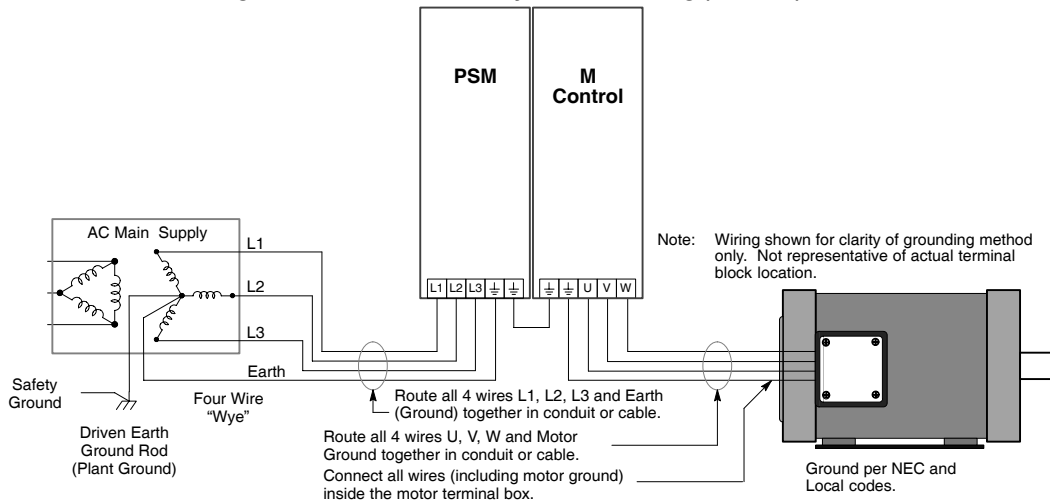 PSM
M
Control
AC Main Supply
L1
L2
L3
Earth
Note: Wiring shown for clarity of grounding method
only. Not representative of actual terminal
block location.
L1 L2 L3
U V W
Safety
Ground
Four Wire
“Wye”
Driven Earth
Ground Rod
(Plant Ground)
Route all 4 wires L1, L2, L3 and Earth
(Ground) together in conduit or cable.
Route all 4 wires U, V, W and Motor
Ground together in conduit or cable.
Connect all wires (including motor ground)
inside the motor terminal box.
Ground per NEC and
Local codes.